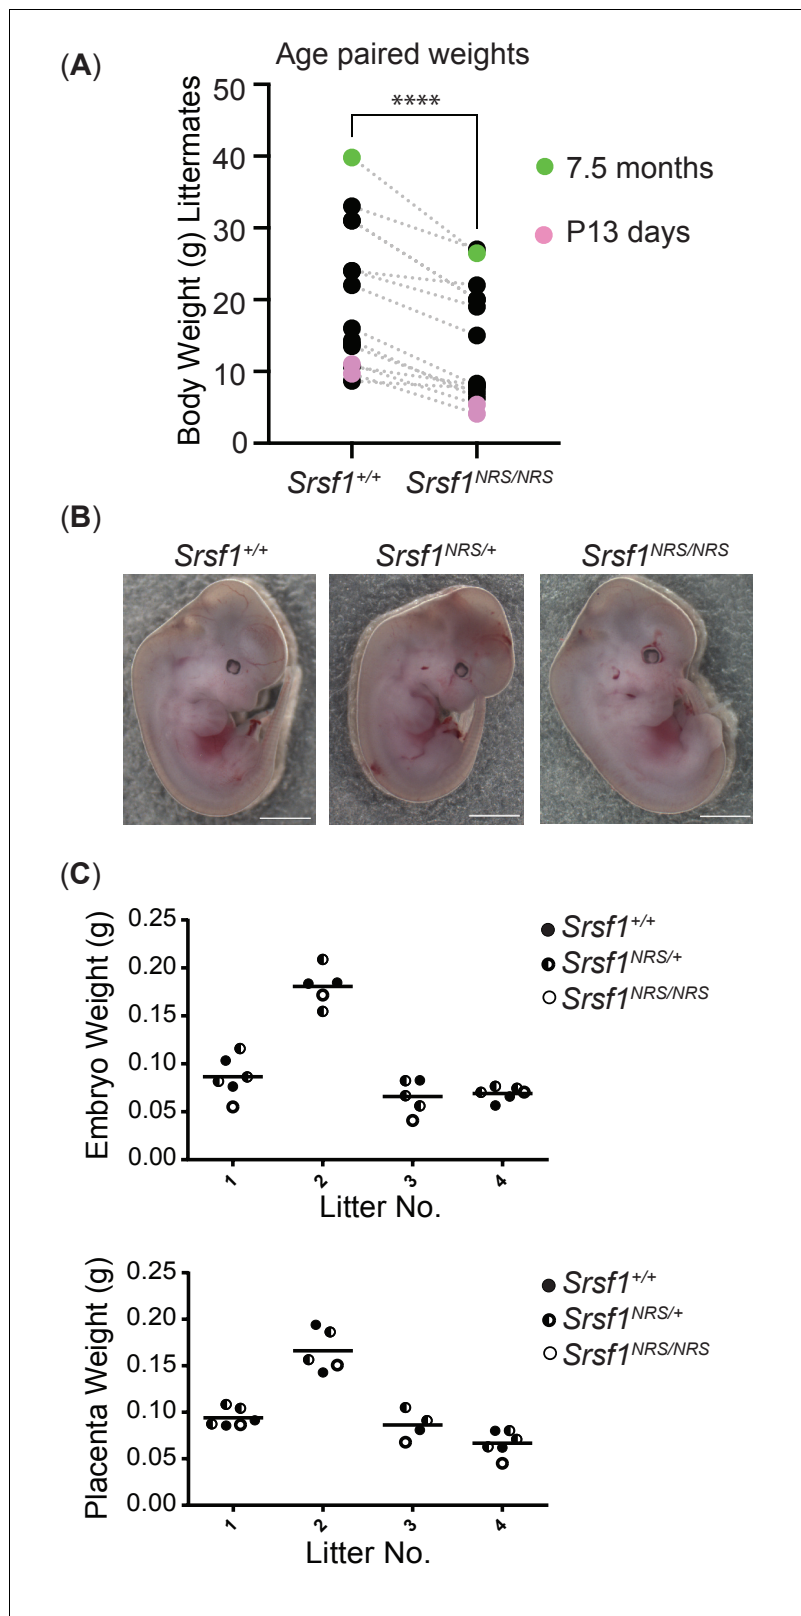 (A)
Age paired weights
Body Weight (g) Littermates
50
40
30
20
10
0
****
7.5 months
P13 days
Srsf1+/+ Srsf1NRS/NRS
(B)
Srsf1+/+ Srsf1NRS/+ Srsf1NRS/NRS
(C)
Embryo Weight (g)
0.25
0.20
0.15
0.10
0.05
0.00
1 2 3 4
Litter No.
Srsf1+/+
Srsf1NRS/+
Srsf1NRS/NRS
Placenta Weight (g)
0.25
0.20
0.15
0.10
0.05
0.00
1 2 3 4
Litter No.
Srsf1+/+
Srsf1NRS/+
Srsf1NRS/NRS